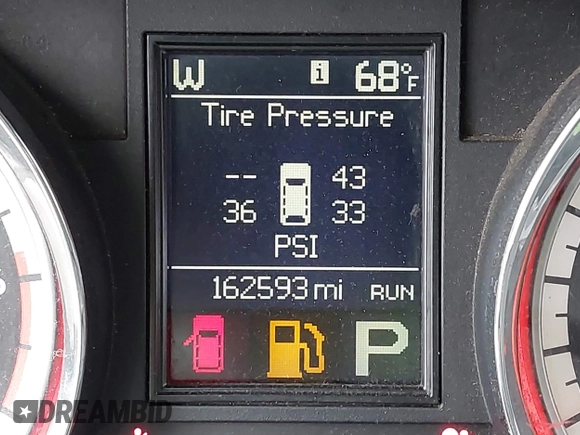 W i 68°F
Tire Pressure
-- 43
36 33
PSI
162593 mi RUN
P
DREAMBID